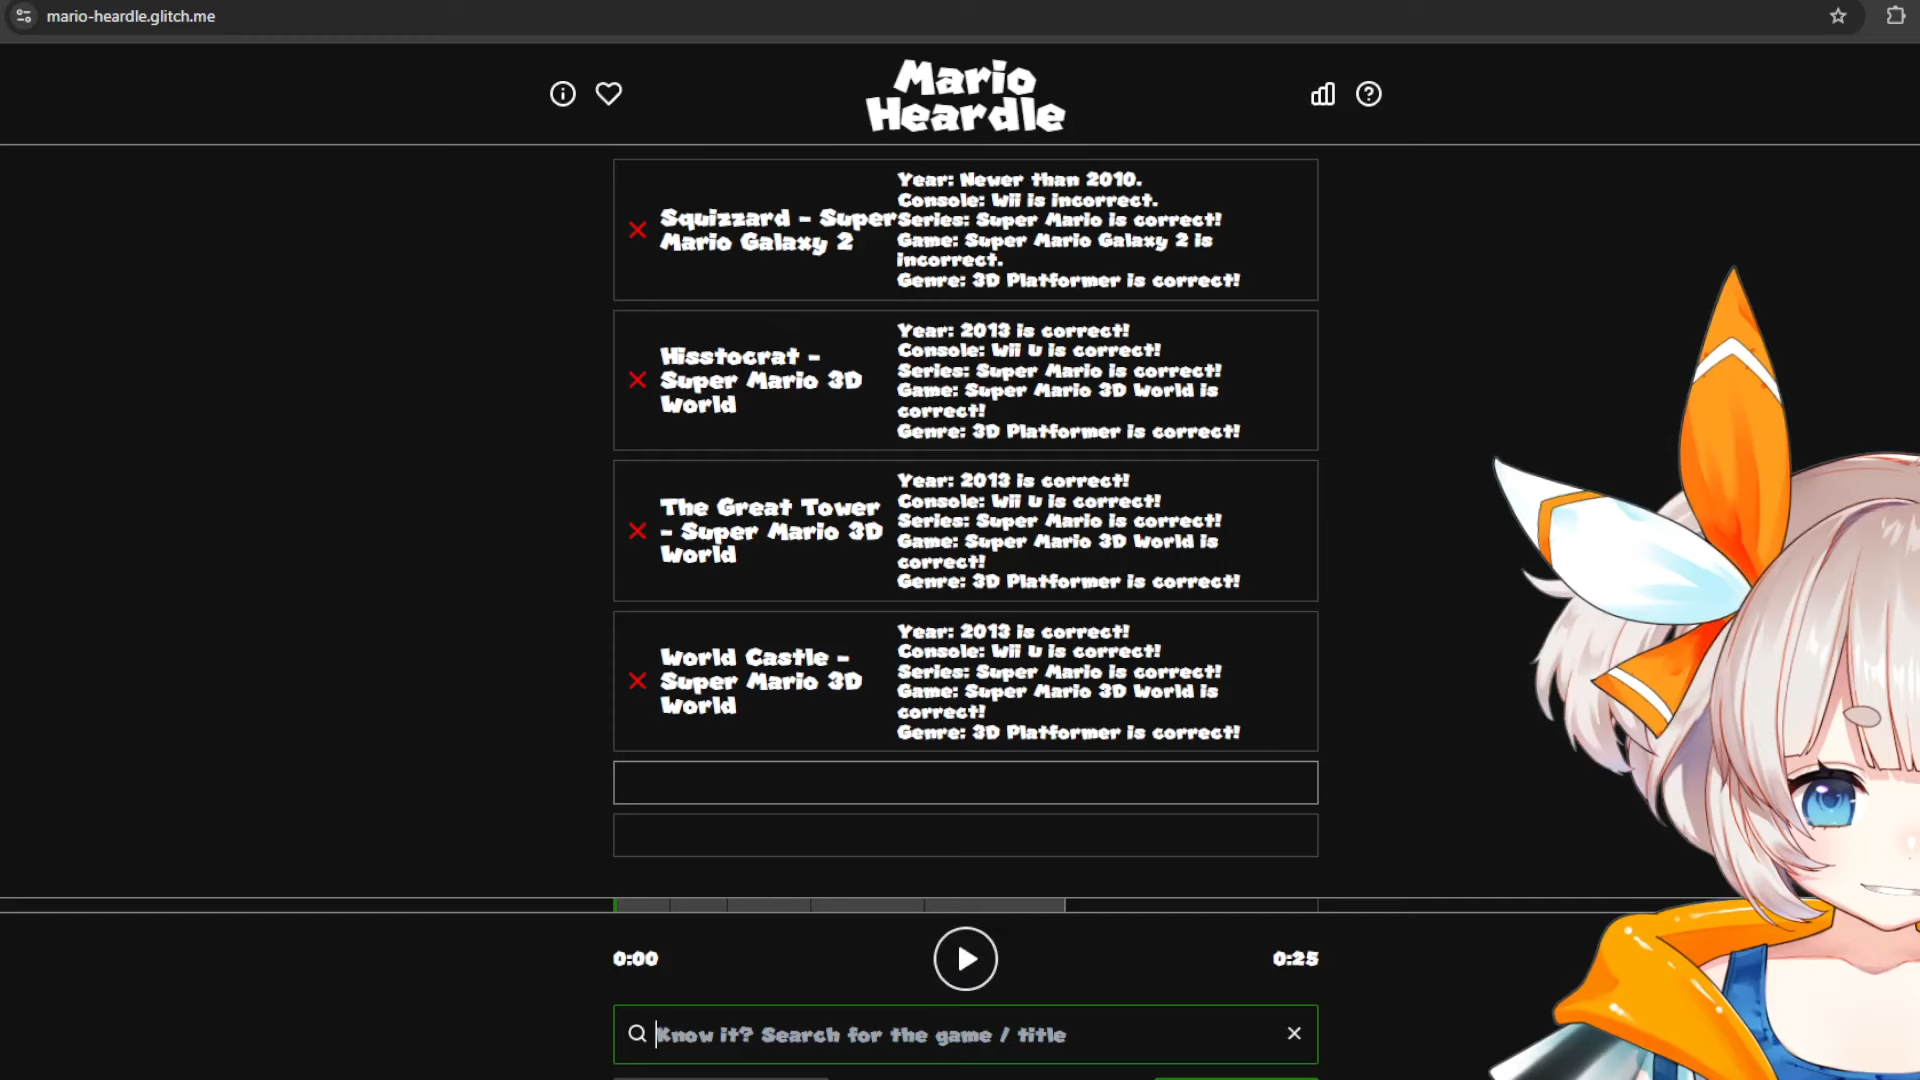 mario-heardle.glitch.me
Mario
Heardle
Squizzard - Super
Mario Galaxy 2
Year: Newer than 2010.
Console: Wii is incorrect.
Series: Super Mario is correct!
Game: Super Mario Galaxy 2 is
incorrect.
Genre: 3D Platformer is correct!
Hisstocrat -
Super Mario 3D
World
Year: 2013 is correct!
Console: Wii U is correct!
Series: Super Mario is correct!
Game: Super Mario 3D World is
correct!
Genre: 3D Platformer is correct!
The Great Tower
- Super Mario 3D
World
Year: 2013 is correct!
Console: Wii U is correct!
Series: Super Mario is correct!
Game: Super Mario 3D World is
correct!
Genre: 3D Platformer is correct!
World Castle -
Super Mario 3D
World
Year: 2013 is correct!
Console: Wii U is correct!
Series: Super Mario is correct!
Game: Super Mario 3D World is
correct!
Genre: 3D Platformer is correct!
0:00
0:25
Know it? Search for the game / title